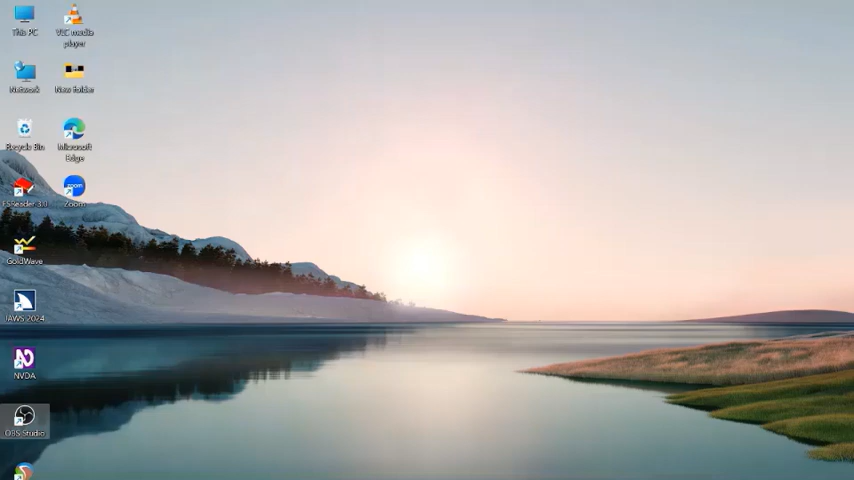 This PC
VLC media
player
Network
New Folder
Recycle Bin
Microsoft
Edge
FSReader 3.0
zoom
Zoom
GoldWave
JAWS 2024
NVDA
OBS Studio